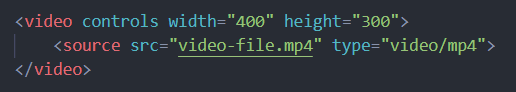 <video controls width="400" height="300">
    <source src="video-file.mp4" type="video/mp4">
</video>